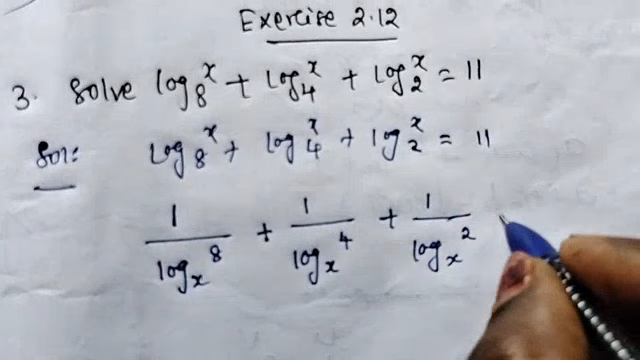 Exercise 2.12
3. Solve log₈ˣ + log₄ˣ + log₂ˣ = 11
Sol: log₈ˣ + log₄ˣ + log₂ˣ = 11
1/logₓ⁸ + 1/logₓ⁴ + 1/logₓ²